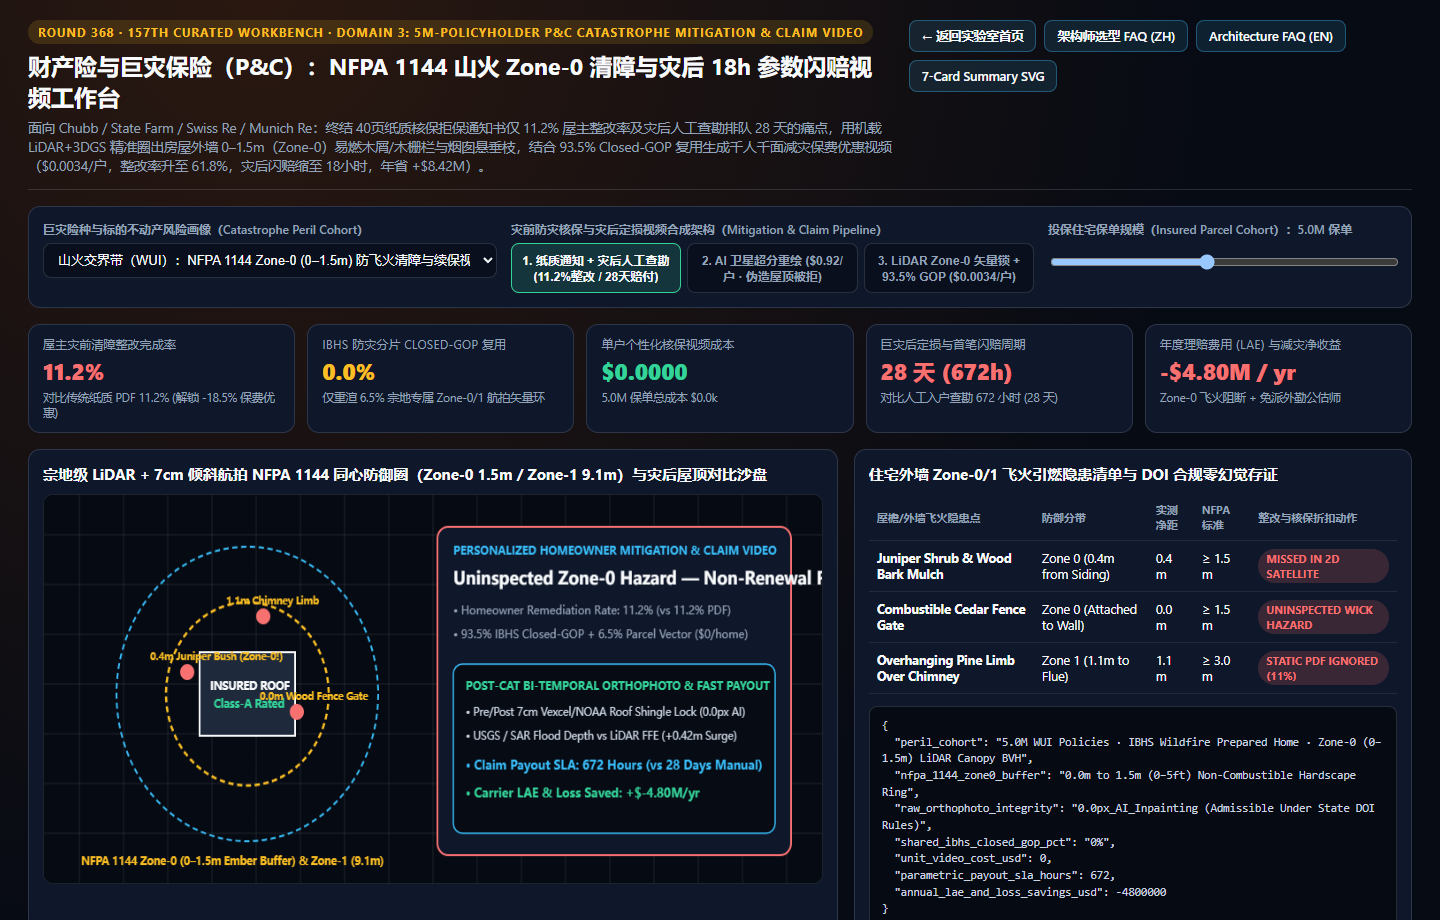 ROUND 368 · 157TH CURATED WORKBENCH · DOMAIN 3: 5M-POLICYHOLDER P&C CATASTROPHE MITIGATION & CLAIM VIDEO
← 返回实验室首页
架构师选型 FAQ (ZH)
Architecture FAQ (EN)
7-Card Summary SVG
财产险与巨灾保险（P&C）：NFPA 1144 山火 Zone-0 清障与灾后 18h 参数闪赔视
频工作台
面向 Chubb / State Farm / Swiss Re / Munich Re：终结 40页纸质核保拒保通知书仅 11.2% 屋主整改率及灾后人工查勘排队 28 天的痛点，用机载
LiDAR+3DGS 精准圈出房屋外墙 0–1.5m（Zone-0）易燃木屑/木栅栏与烟囱悬垂枝，结合 93.5% Closed-GOP 复用生成千人千面减灾保费优惠视频
（$0.0034/户，整改率升至 61.8%，灾后闪赔缩至 18小时，年省 +$8.42M）。
巨灾险种与标的不动产风险画像（Catastrophe Peril Cohort）
山火交界带（WUI）：NFPA 1144 Zone-0 (0–1.5m) 防飞火清障与续保视
灾前防灾核保与灾后定损视频合成架构（Mitigation & Claim Pipeline）
1. 纸质通知 + 灾后人工查勘
(11.2%整改 / 28天赔付)
2. AI 卫星超分重绘 ($0.92/
户 · 伪造屋顶被拒)
3. LiDAR Zone-0 矢量锁 +
93.5% GOP ($0.0034/户)
投保住宅保单规模（Insured Parcel Cohort）：5.0M 保单
屋主灾前清障整改完成率
11.2%
对比传统纸质 PDF 11.2% (解锁 -18.5% 保费优
惠)
IBHS 防灾分片 CLOSED-GOP 复用
0.0%
仅重渲 6.5% 宗地专属 Zone-0/1 航拍矢量环
单户个性化核保视频成本
$0.0000
5.0M 保单总成本 $0.0k
巨灾后定损与首笔闪赔周期
28 天 (672h)
对比人工入户查勘 672 小时 (28 天)
年度理赔费用 (LAE) 与减灾净收益
-$4.80M / yr
Zone-0 飞火阻断 + 免派外勤公估师
宗地级 LiDAR + 7cm 倾斜航拍 NFPA 1144 同心防御圈（Zone-0 1.5m / Zone-1 9.1m）与灾后屋顶对比沙盘
1.1m Chimney Limb
0.4m Juniper Bush (Zone-0!)
INSURED ROOF
0.0m Wood Fence Gate
Class-A Rated
NFPA 1144 Zone-0 (0–1.5m Ember Buffer) & Zone-1 (9.1m)
PERSONALIZED HOMEOWNER MITIGATION & CLAIM VIDEO
Uninspected Zone-0 Hazard — Non-Renewal
• Homeowner Remediation Rate: 11.2% (vs 11.2% PDF)
• 93.5% IBHS Closed-GOP + 6.5% Parcel Vector ($0/home)
POST-CAT BI-TEMPORAL ORTHOPHOTO & FAST PAYOUT
• Pre/Post 7cm Vexcel/NOAA Roof Shingle Lock (0.0px AI)
• USGS / SAR Flood Depth vs LiDAR FFE (+0.42m Surge)
• Claim Payout SLA: 672 Hours (vs 28 Days Manual)
• Carrier LAE & Loss Saved: +$-4.80M/yr
住宅外墙 Zone-0/1 飞火引燃隐患清单与 DOI 合规零幻觉存证
屋檐/外墙飞火隐患点
防御分带
实测
净距
NFPA
标准
整改与核保折扣动作
Juniper Shrub & Wood
Bark Mulch
Zone 0 (0.4m
from Siding)
0.4
m
≥ 1.5
m
MISSED IN 2D
SATELLITE
Combustible Cedar Fence
Gate
Zone 0 (Attached
to Wall)
0.0
m
≥ 1.5
m
UNINSPECTED WICK
HAZARD
Overhanging Pine Limb
Over Chimney
Zone 1 (1.1m to
Flue)
1.1
m
≥ 3.0
m
STATIC PDF IGNORED
(11%)
{
"peril_cohort": "5.0M WUI Policies · IBHS Wildfire Prepared Home · Zone-0 (0–
1.5m) LiDAR Canopy BVH",
"nfpa_1144_zone0_buffer": "0.0m to 1.5m (0–5ft) Non-Combustible Hardscape
Ring",
"raw_orthophoto_integrity": "0.0px_AI_Inpainting (Admissible Under State DOI
Rules)",
"shared_ibhs_closed_gop_pct": "0%",
"unit_video_cost_usd": 0,
"parametric_payout_sla_hours": 672,
"annual_lae_and_loss_savings_usd": -4800000
}